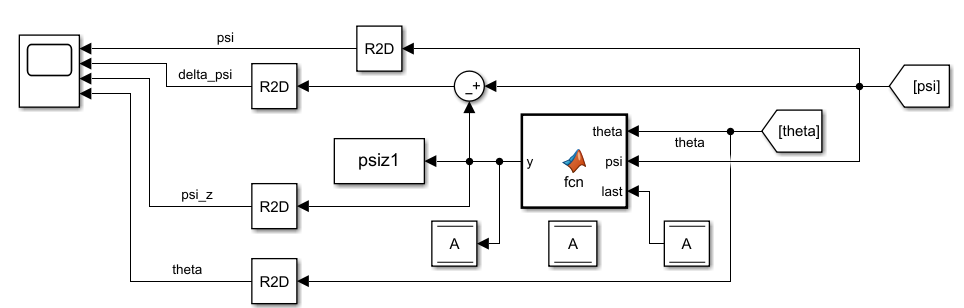 psi
R2D
delta_psi
R2D
_+
[psi]
theta
[theta]
theta
psiz1
y
psi
fcn
last
psi_z
R2D
A
A
A
theta
R2D